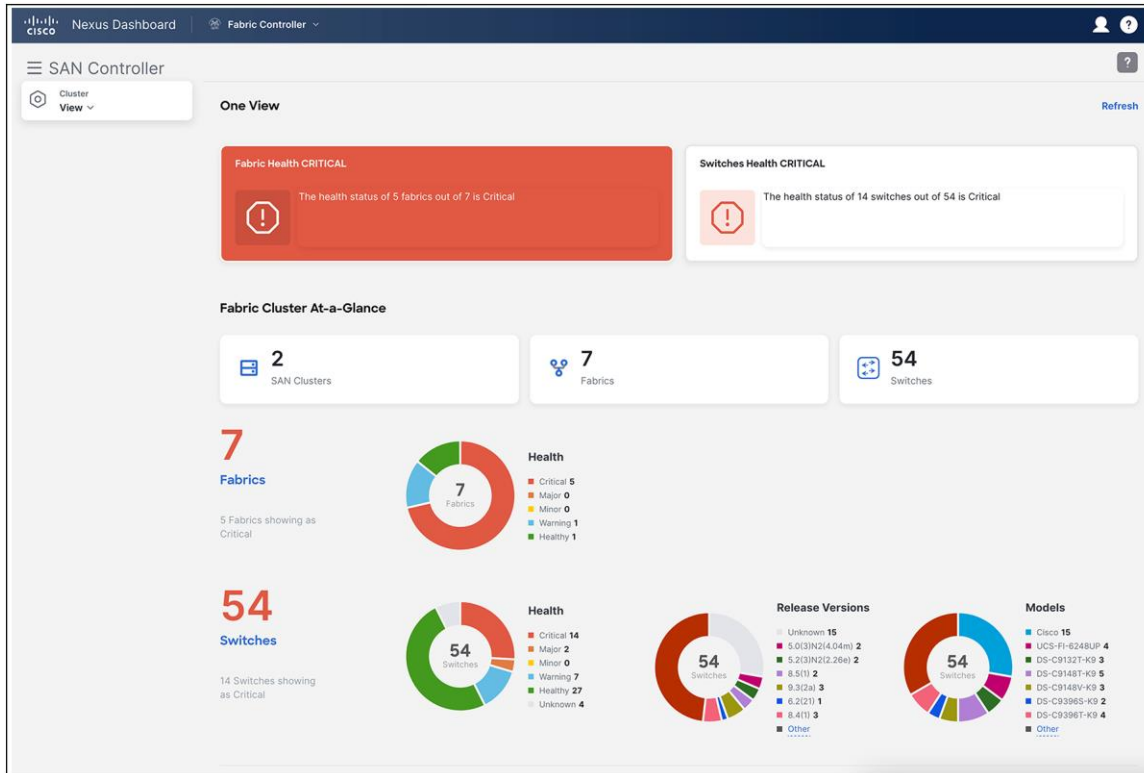 CISCO Nexus Dashboard Fabric Controller
?
SAN Controller
?
Cluster
View
One View
Refresh
Fabric Health CRITICAL
The health status of 5 fabrics out of 7 is Critical
Switches Health CRITICAL
The health status of 14 switches out of 54 is Critical
Fabric Cluster At-a-Glance
2
SAN Clusters
7
Fabrics
54
Switches
7
Fabrics
5 Fabrics showing as
Critical
7
Fabrics
Health
Critical 5
Major 0
Minor 0
Warning 1
Healthy 1
54
Switches
14 Switches showing
as Critical
54
Switches
Health
Critical 14
Major 2
Minor 0
Warning 7
Healthy 27
Unknown 4
54
Switches
Release Versions
Unknown 15
5.0(3)N2(4.04m) 2
5.2(3)N2(2.26e) 2
8.5(1) 2
9.3(2a) 3
6.2(21) 1
8.4(1) 3
Other
54
Switches
Models
Cisco 15
UCS-FI-6248UP 4
DS-C9132T-K9 3
DS-C9148T-K9 5
DS-C9148V-K9 3
DS-C9396S-K9 2
DS-C9396T-K9 4
Other